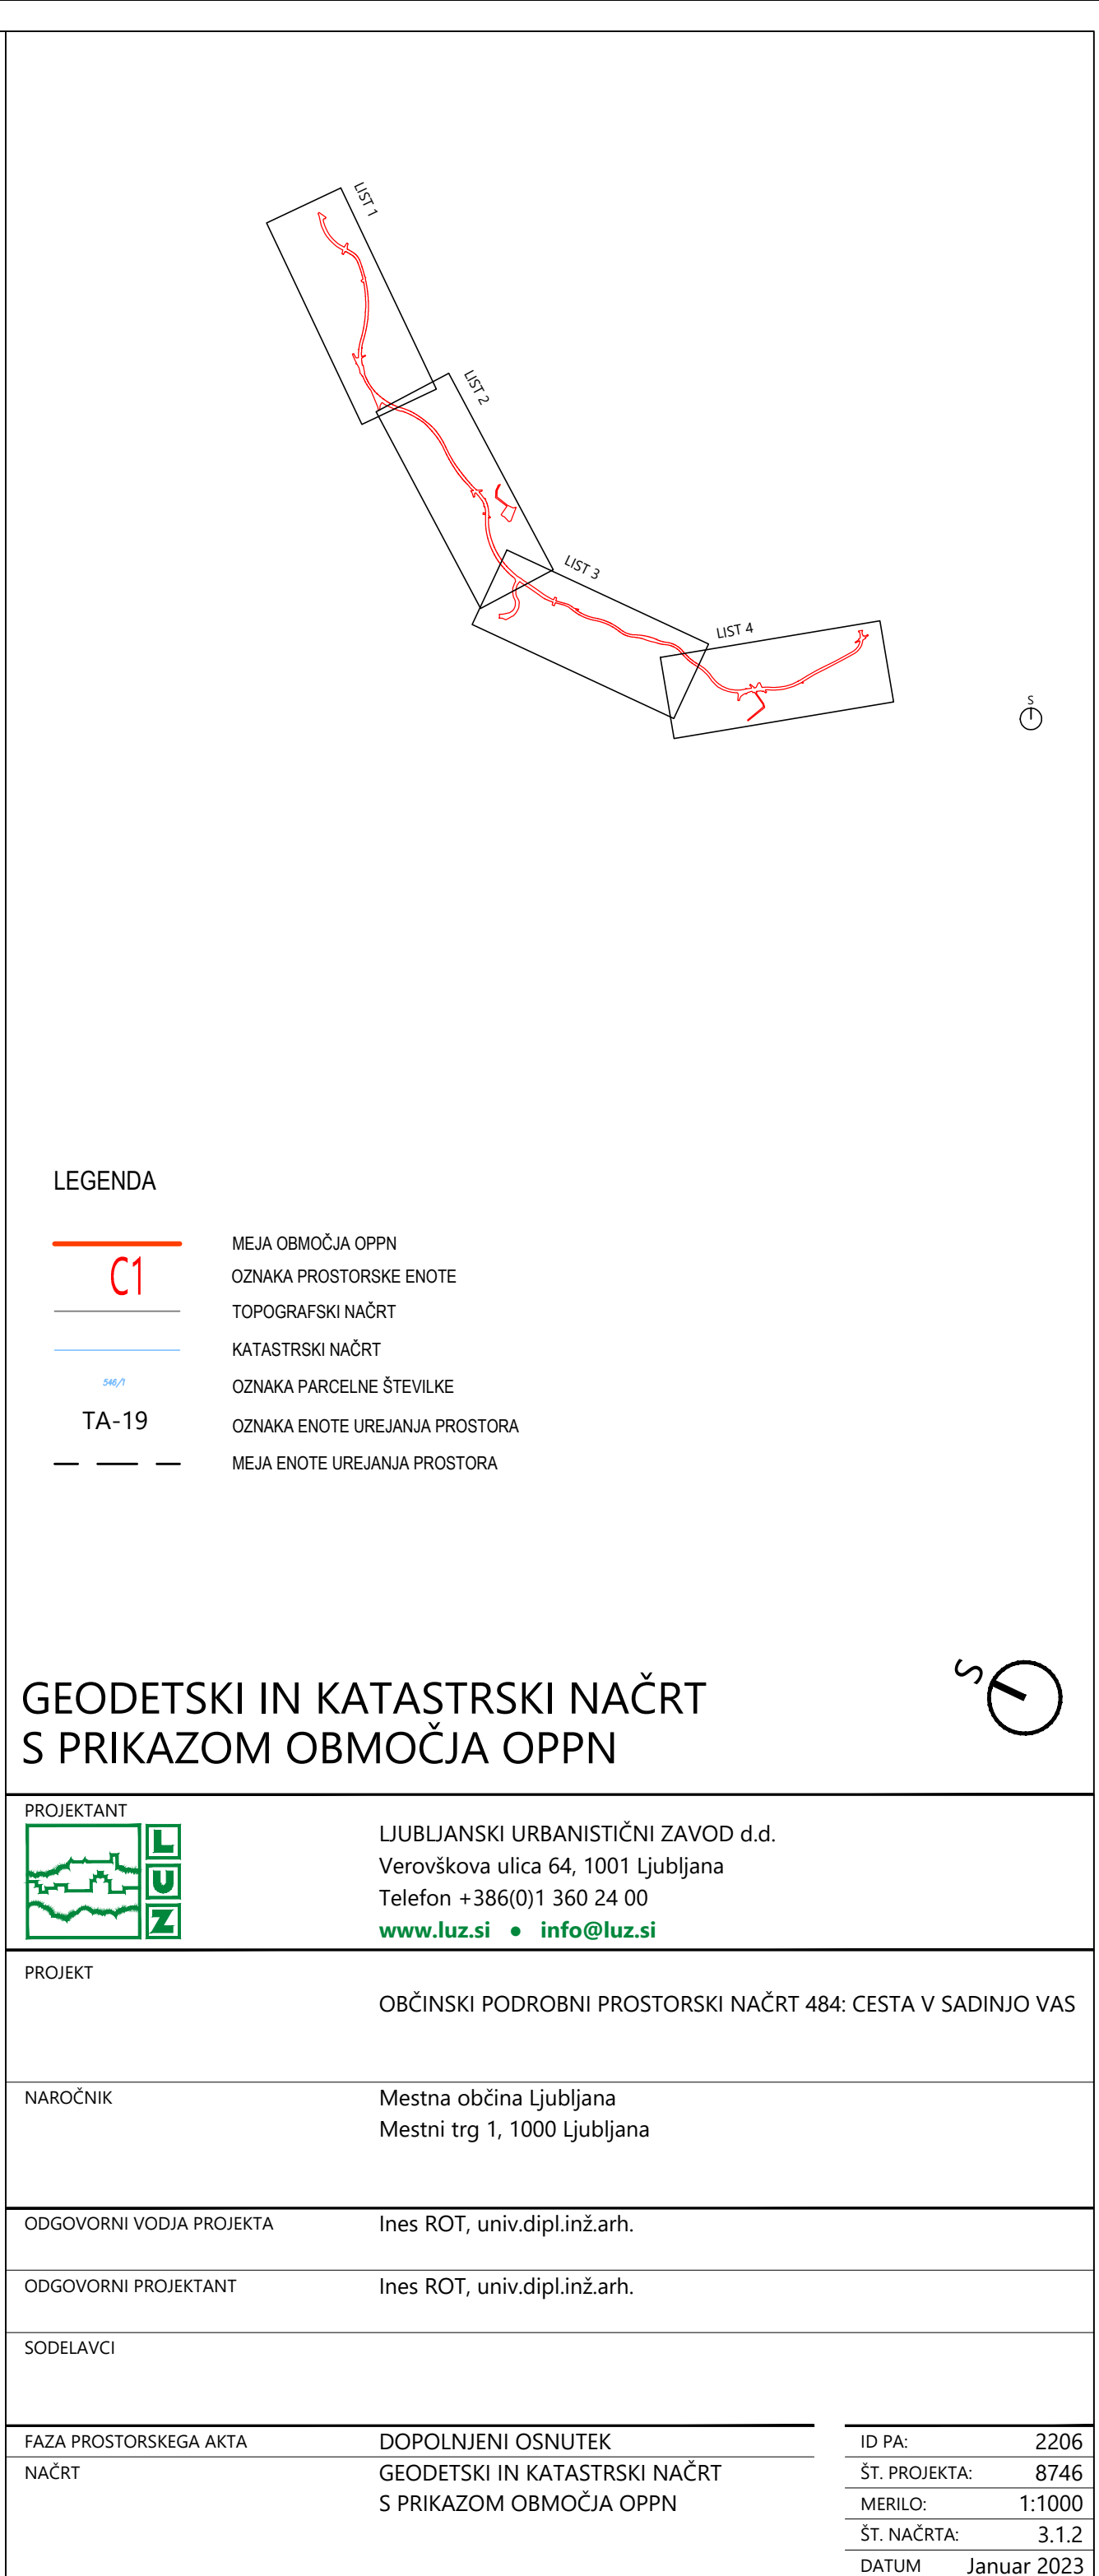 LIST 1
LIST 2
LIST 3
LIST 4
S
LEGENDA
MEJA OBMOČJA OPPN
C1
OZNAKA PROSTORSKE ENOTE
TOPOGRAFSKI NAČRT
KATASTRSKI NAČRT
546/1
OZNAKA PARCELNE ŠTEVILKE
TA-19
OZNAKA ENOTE UREJANJA PROSTORA
MEJA ENOTE UREJANJA PROSTORA
S
GEODETSKI IN KATASTRSKI NAČRT
S PRIKAZOM OBMOČJA OPPN
PROJEKTANT
L
U
Z
LJUBLJANSKI URBANISTIČNI ZAVOD d.d.
Verovškova ulica 64, 1001 Ljubljana
Telefon +386(0)1 360 24 00
www.luz.si ● info@luz.si
PROJEKT
OBČINSKI PODROBNI PROSTORSKI NAČRT 484: CESTA V SADINJO VAS
NAROČNIK
Mestna občina Ljubljana
Mestni trg 1, 1000 Ljubljana
ODGOVORNI VODJA PROJEKTA
Ines ROT, univ.dipl.inž.arh.
ODGOVORNI PROJEKTANT
Ines ROT, univ.dipl.inž.arh.
SODELAVCI
FAZA PROSTORSKEGA AKTA
DOPOLNJENI OSNUTEK
NAČRT
GEODETSKI IN KATASTRSKI NAČRT
S PRIKAZOM OBMOČJA OPPN
ID PA: 2206
ŠT. PROJEKTA: 8746
MERILO: 1:1000
ŠT. NAČRTA: 3.1.2
DATUM Januar 2023